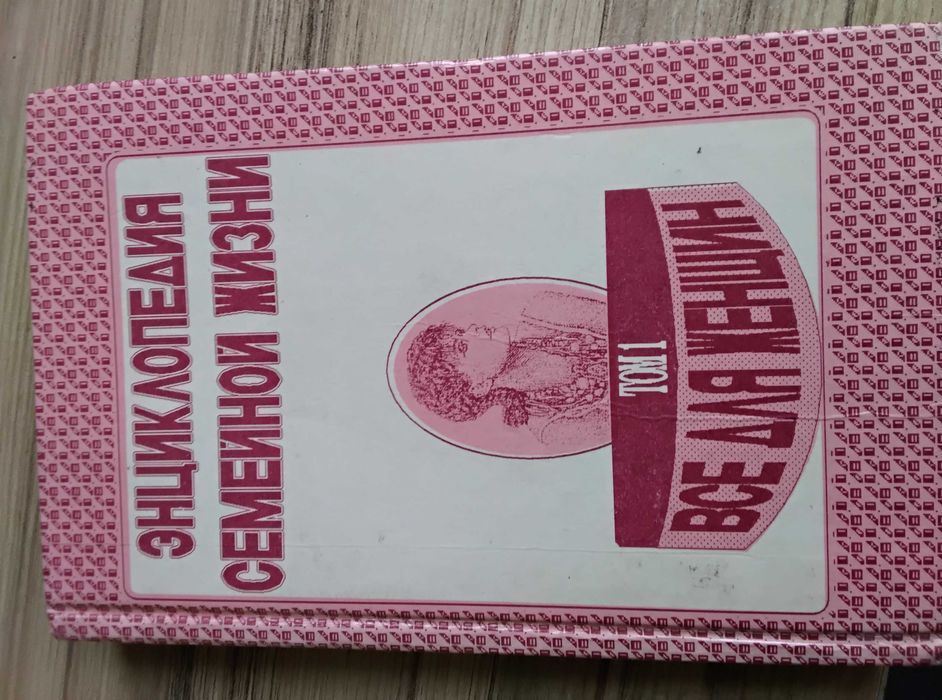 ЭНЦИКЛОПЕДИЯ
СЕМЕЙНОЙ ЖИЗНИ
ТОМ 1
ВСЕ ДЛЯ ЖЕНЩИН